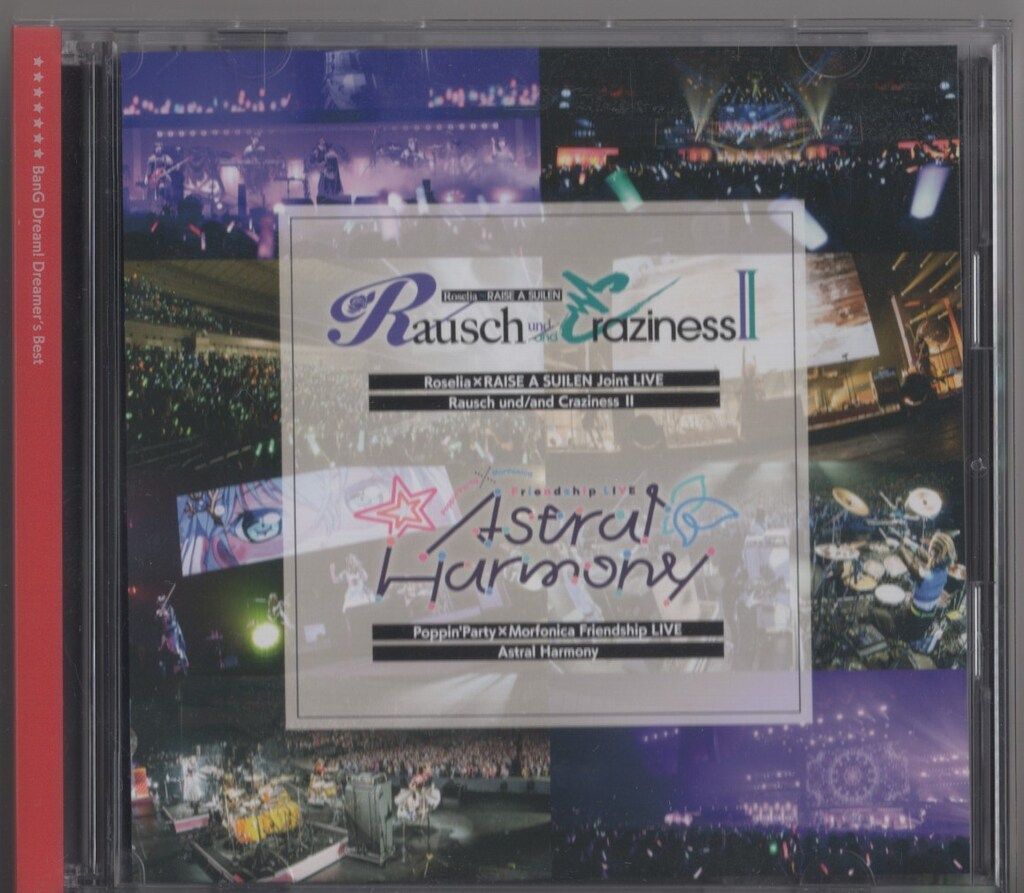 ★★★★★★★ BanG Dream! Dreamer's Best
Roselia RAISE A SUILEN
Rausch und/and Craziness II
Roselia×RAISE A SUILEN Joint LIVE
Rausch und/and Craziness II
Morfonica
Friendship LIVE
Astral
Harmony
Poppin'Party×Morfonica Friendship LIVE
Astral Harmony